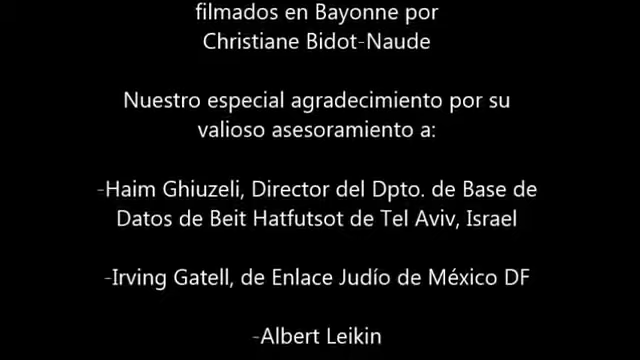 filmados en Bayonne por
Christiane Bidot-Naude
Nuestro especial agradecimiento por su
valioso asesoramiento a:
-Haim Ghiuzeli, Director del Dpto. de Base de
Datos de Beit Hatfutsot de Tel Aviv, Israel
-Irving Gatell, de Enlace Judío de México DF
-Albert Leikin